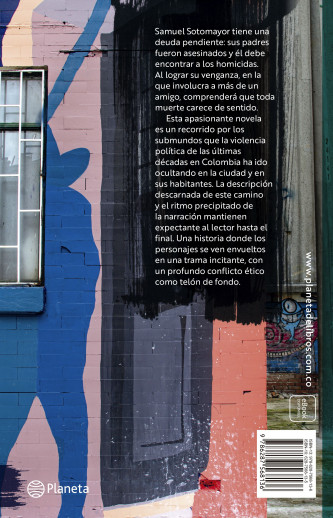 Samuel Sotomayor tiene una
deuda pendiente: sus padres
fueron asesinados y él debe
encontrar a los homicidas.
Al lograr su venganza, en la
que involucra a más de un
amigo, comprenderá que toda
muerte carece de sentido.
Esta apasionante novela
es un recorrido por los
submundos que la violencia
política de las últimas
décadas en Colombia ha ido
ocultando en la ciudad y en
sus habitantes. La descripción
descarnada de este camino
y el ritmo precipitado de
la narración mantienen
expectante al lector hasta el
final. Una historia donde los
personajes se ven envueltos
en una trama incitante, con
un profundo conflicto ético
como telón de fondo.
www.planetadelibros.com.co
eBook
Planeta